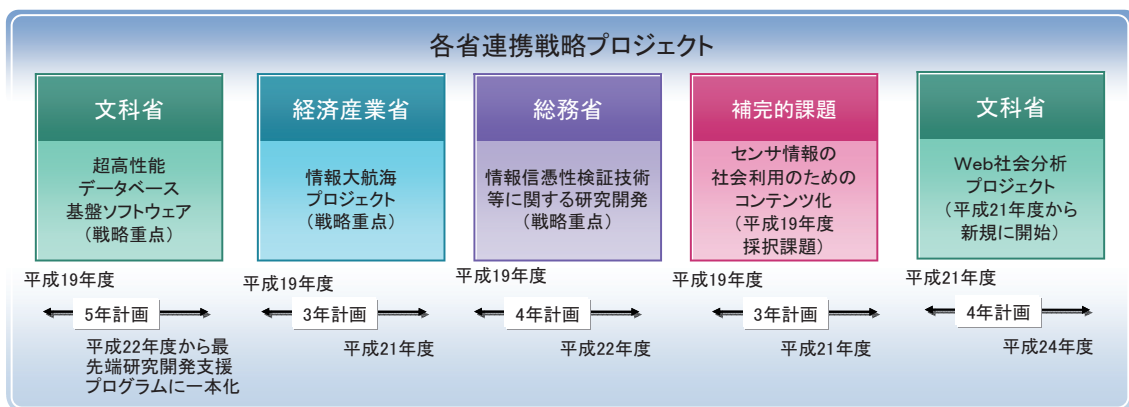 各省連携戦略プロジェクト
文科省
超高性能
データベース
基盤ソフトウェア
(戦略重点)
平成19年度
5年計画
平成22年度から最
先端研究開発支援
プログラムに一本化
経済産業省
情報大航海
プロジェクト
(戦略重点)
平成19年度
3年計画
平成21年度
総務省
情報信憑性検証技術
等に関する研究開発
(戦略重点)
平成19年度
4年計画
平成22年度
補完的課題
センサ情報の
社会利用のための
コンテンツ化
(平成19年度
採択課題)
平成19年度
3年計画
平成21年度
文科省
Web社会分析
プロジェクト
(平成21年度から
新規に開始)
平成21年度
4年計画
平成24年度